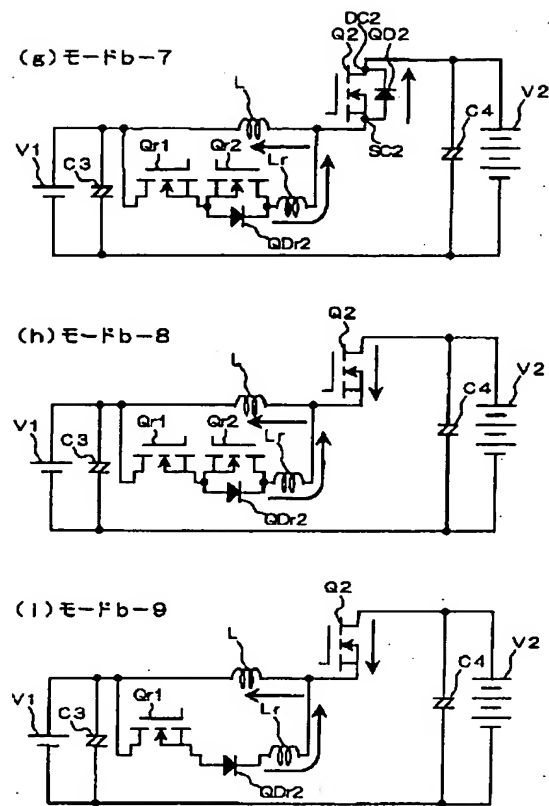 (g)モードb-7
DC2
Q2 QD2
L
V1 C3 Qr1 Qr2 Lr SC2 C4 V2
QDr2
(h)モードb-8
Q2
L
V1 C3 Qr1 Qr2 Lr C4 V2
QDr2
(i)モードb-9
Q2
L
V1 C3 Qr1 Lr C4 V2
QDr2